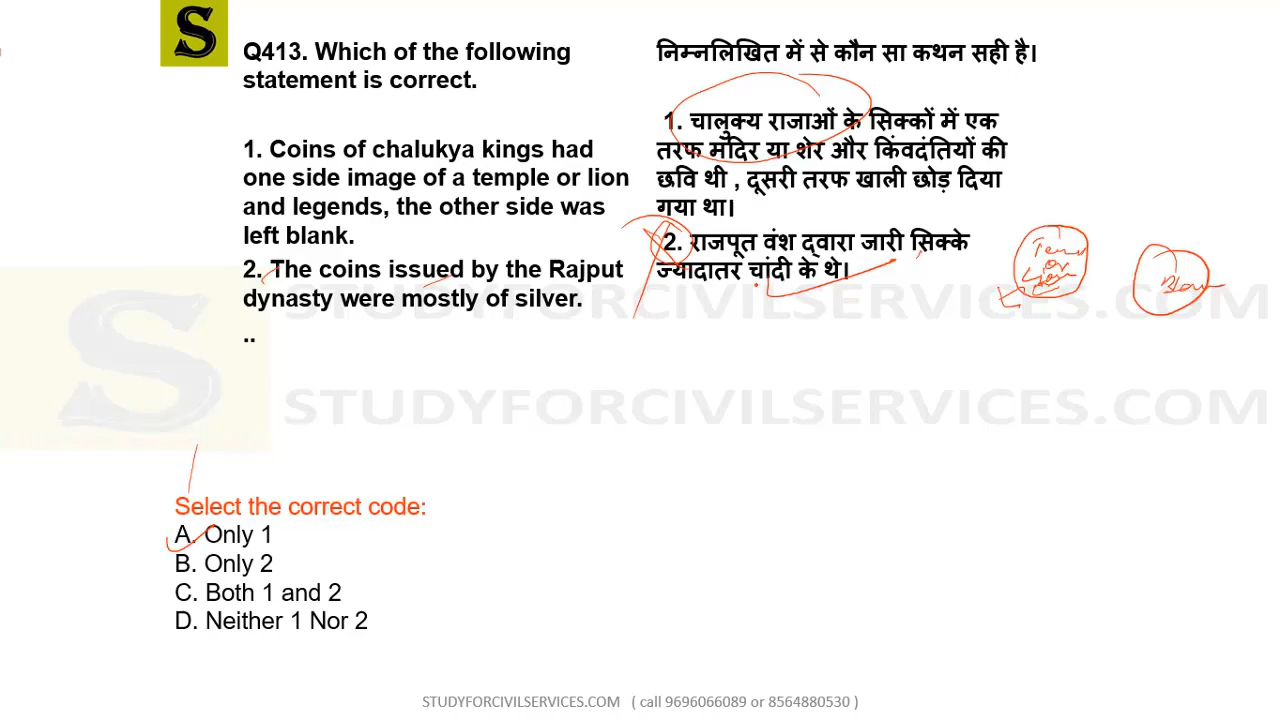 S
Q413. Which of the following
statement is correct.
1. Coins of chalukya kings had
one side image of a temple or lion
and legends, the other side was
left blank.
2. The coins issued by the Rajput
dynasty were mostly of silver.
..
निम्नलिखित में से कौन सा कथन सही है।
1. चालुक्य राजाओं के सिक्कों में एक
तरफ मंदिर या शेर और किंवदंतियों की
छवि थी , दूसरी तरफ खाली छोड़ दिया
गया था।
2. राजपूत वंश द्वारा जारी सिक्के
ज्यादातर चांदी के थे।
or
S
STUDYFORCIVILSERVICES.COM
STUDYFORCIVILSERVICES.COM
Select the correct code:
A. Only 1
B. Only 2
C. Both 1 and 2
D. Neither 1 Nor 2
STUDYFORCIVILSERVICES.COM ( call 9696066089 or 8564880530 )